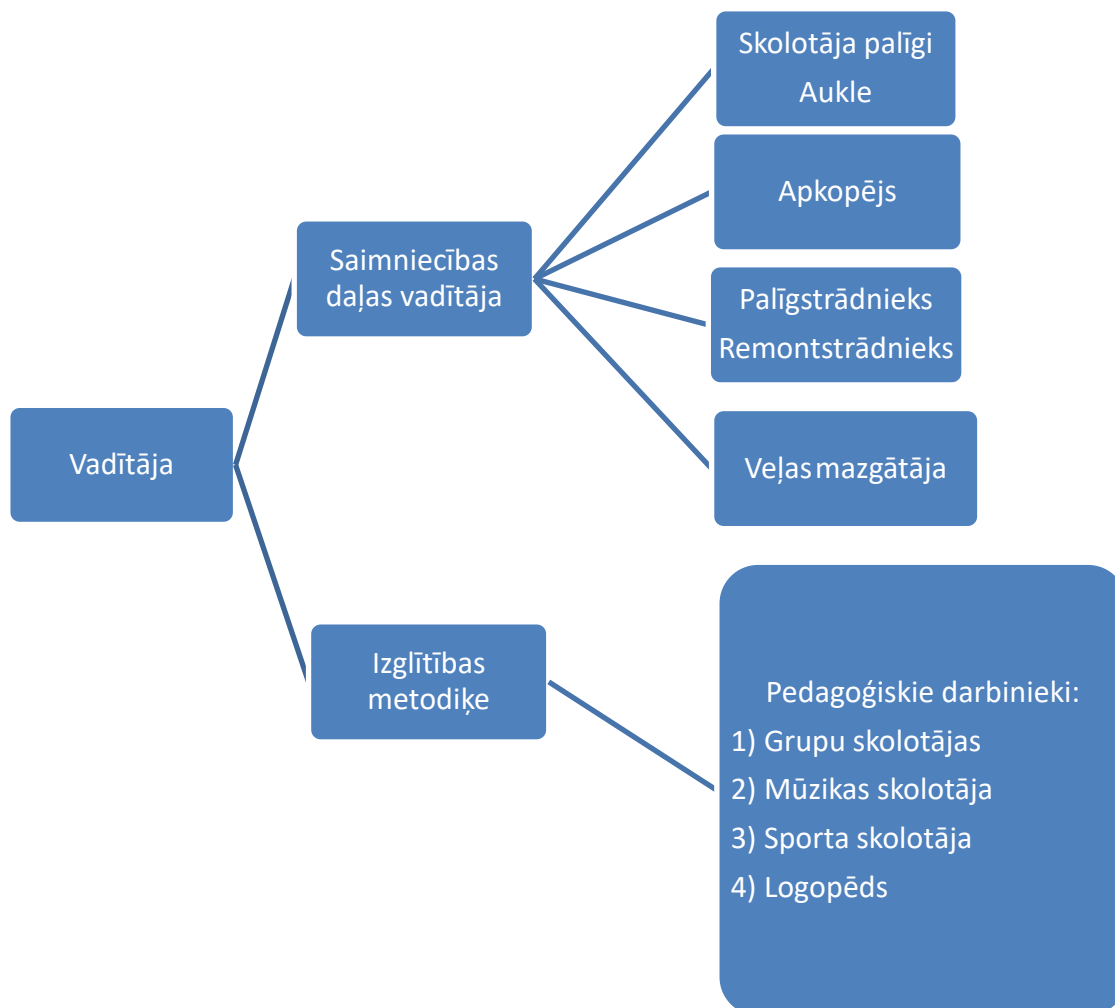 Skolotāja palīgi
Aukle
Apkopējs
Saimniecības
daļas vadītāja
Palīgstrādnieks
Remontstrādnieks
Vadītāja
Veļas mazgātāja
Izglītības
metodiķe
Pedagoģiskie darbinieki:
1) Grupu skolotājas
2) Mūzikas skolotāja
3) Sporta skolotāja
4) Logopēds